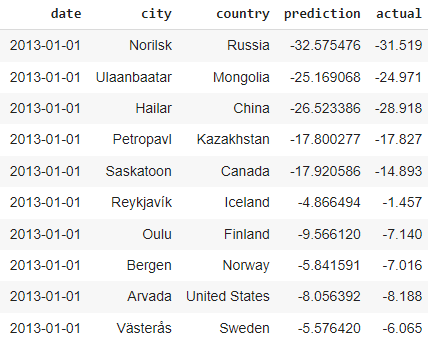 date city country prediction actual
2013-01-01 Norilsk Russia -32.575476 -31.519
2013-01-01 Ulaanbaatar Mongolia -25.169068 -24.971
2013-01-01 Hailar China -26.523386 -28.918
2013-01-01 Petropavl Kazakhstan -17.800277 -17.827
2013-01-01 Saskatoon Canada -17.920586 -14.893
2013-01-01 Reykjavík Iceland -4.866494 -1.457
2013-01-01 Oulu Finland -9.566120 -7.140
2013-01-01 Bergen Norway -5.841591 -7.016
2013-01-01 Arvada United States -8.056392 -8.188
2013-01-01 Västerås Sweden -5.576420 -6.065